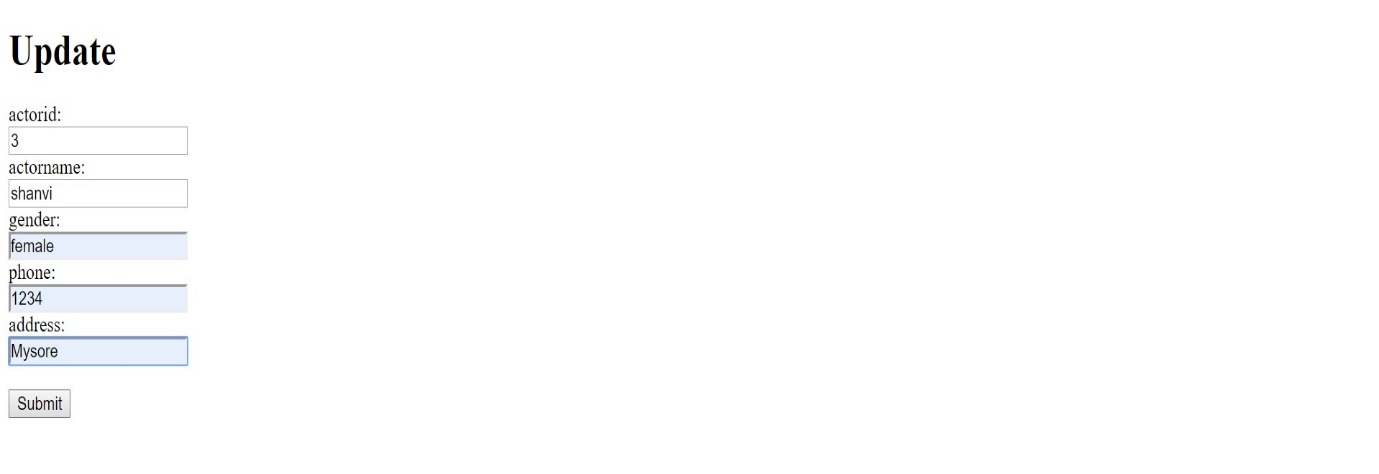 Update
actorid:
3
actorname:
shanvi
gender:
female
phone:
1234
address:
Mysore
Submit